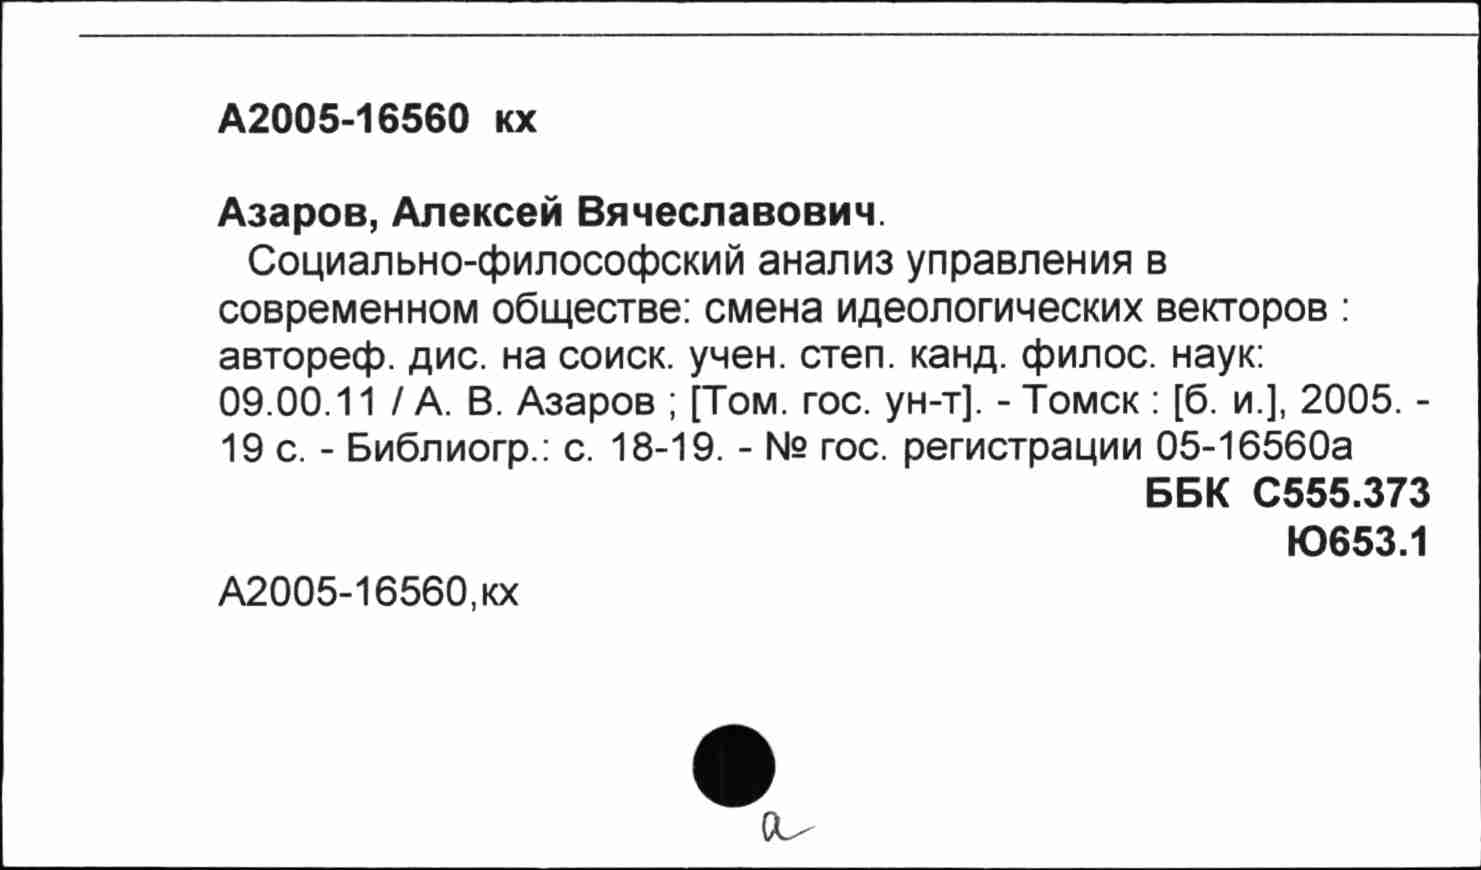 А2005-16560 кх
Азаров, Алексей Вячеславович.
Социально-философский анализ управления в
современном обществе: смена идеологических векторов :
автореф. дис. на соиск. учен. степ. канд. филос. наук:
09.00.11 / А. В. Азаров ; [Том. гос. ун-т]. - Томск : [б. и.], 2005. -
19 с. - Библиогр.: с. 18-19. - № гос. регистрации 05-16560а
ББК С555.373
Ю653.1
А2005-16560,кх
а